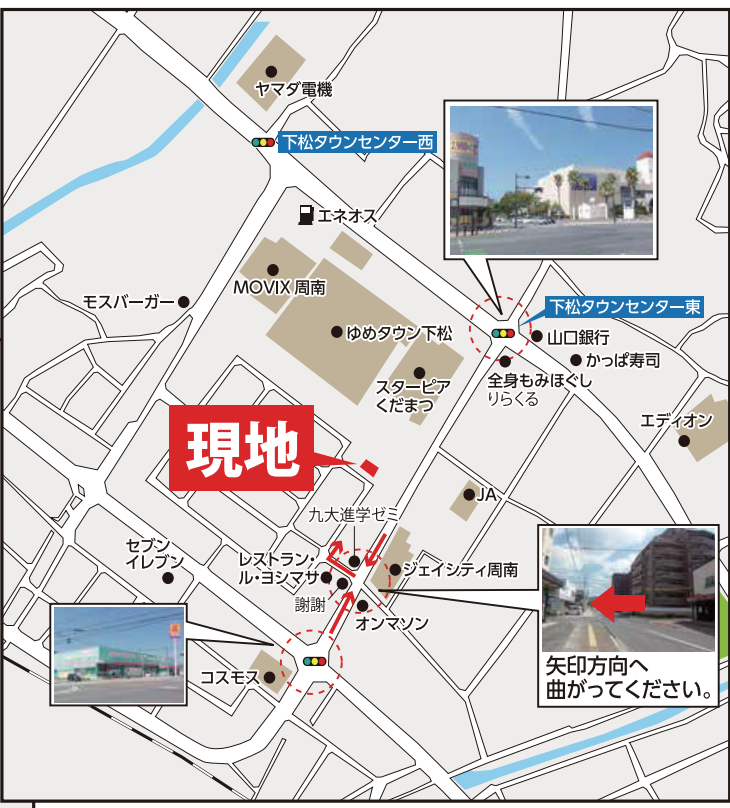 ヤマダ電機
下松タウンセンター西
エネオス
MOVIX 周南
モスバーガー
下松タウンセンター東
ゆめタウン下松
山口銀行
かっぱ寿司
スターピア
くだまつ
全身もみほぐし
りらくる
エディオン
現地
JA
九大進学ゼミ
セブン
イレブン
レストラン・
ル・ヨシマサ
ジェイシティ周南
謝謝
オンマソン
矢印方向へ
曲がってください。
コスモス